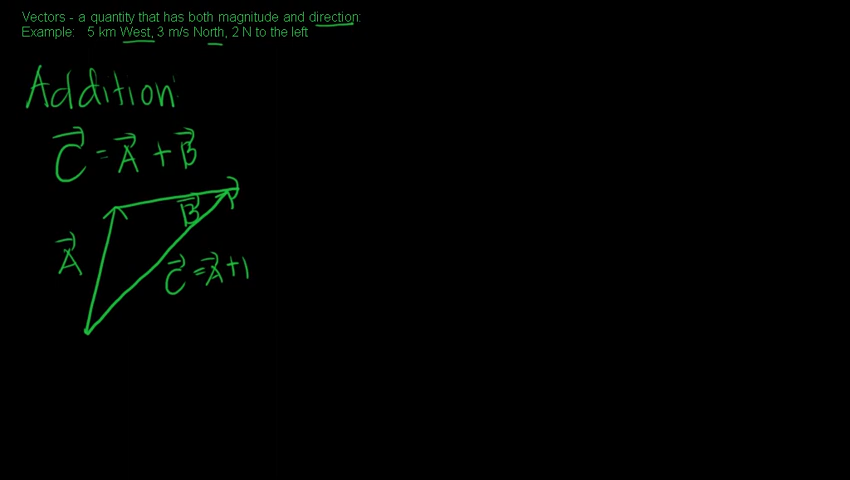 Vectors - a quantity that has both magnitude and direction:
Example: 5 km West, 3 m/s North, 2 N to the left
Addition:
C⃗ = A⃗ + B⃗
B⃗
A⃗
C⃗ = A⃗ + I